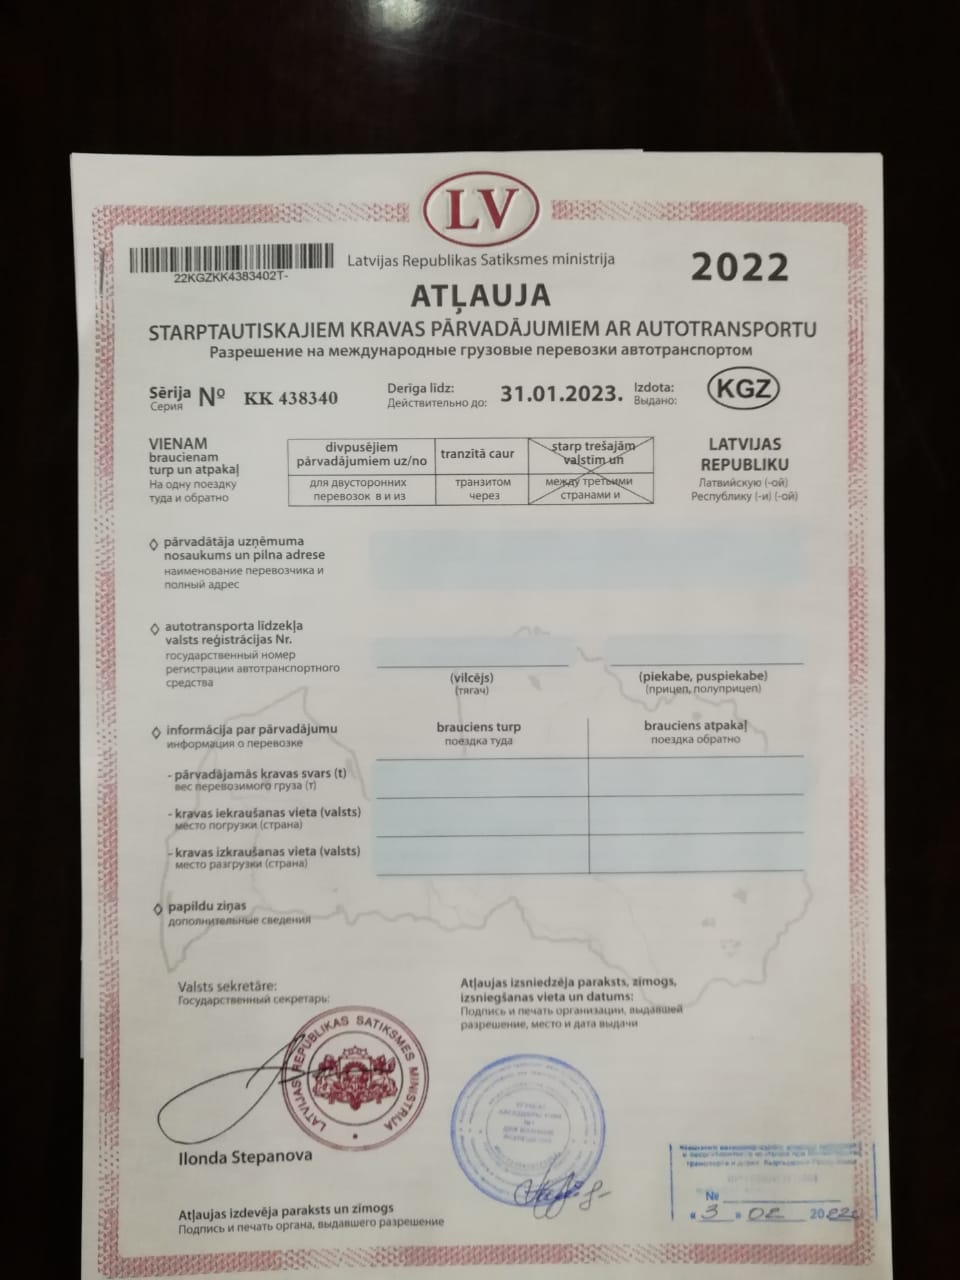 LV
22KGZKK4383402T-
Latvijas Republikas Satiksmes ministrija
2022
ATĻAUJA
STARPTAUTISKAJIEM KRAVAS PĀRVADĀJUMIEM AR AUTOTRANSPORTU
Разрешение на международные грузовые перевозки автотранспортом
Sērija
Серия
Nº
KK 438340
Derīga līdz:
Действительно до:
31.01.2023.
Izdota:
Выдано:
KGZ
VIENAM
braucienam
turp un atpakaļ
На одну поездку
туда и обратно
divpusējiem
pārvadājumiem uz/no
для двусторонних
перевозок в и из
tranzītā caur
транзитом
через
starp trešajām
valstīm un
между третьими
странами и
LATVIJAS
REPUBLIKU
Латвийскую (-ой)
Республику (-и) (-ой)
◊ pārvadātāja uzņēmuma
nosaukums un pilna adrese
наименование перевозчика и
полный адрес
◊ autotransporta līdzekļa
valsts reģistrācijas Nr.
государственный номер
регистрации автотранспортного
средства
(vilcējs)
(тягач)
(piekabe, puspiekabe)
(прицеп, полуприцеп)
◊ informācija par pārvadājumu
информация о перевозке
brauciens turp
поездка туда
brauciens atpakaļ
поездка обратно
- pārvadājamās kravas svars (t)
вес перевозимого груза (т)
- kravas iekraušanas vieta (valsts)
место погрузки (страна)
- kravas izkraušanas vieta (valsts)
место разгрузки (страна)
◊ papildu ziņas
дополнительные сведения
Valsts sekretāre:
Государственный секретарь:
Atļaujas izsniedzēja paraksts, zīmogs,
izsniegšanas vieta un datums:
Подпись и печать организации, выдавшей
разрешение, место и дата выдачи
LATVIJAS REPUBLIKAS SATIKSMES MINISTRIJA
Ilonda Stepanova
Atļaujas izdevēja paraksts un zīmogs
Подпись и печать органа, выдавшего разрешение
транспорта и дорог Кыргызской Республики
№
« 3 » 02 2022